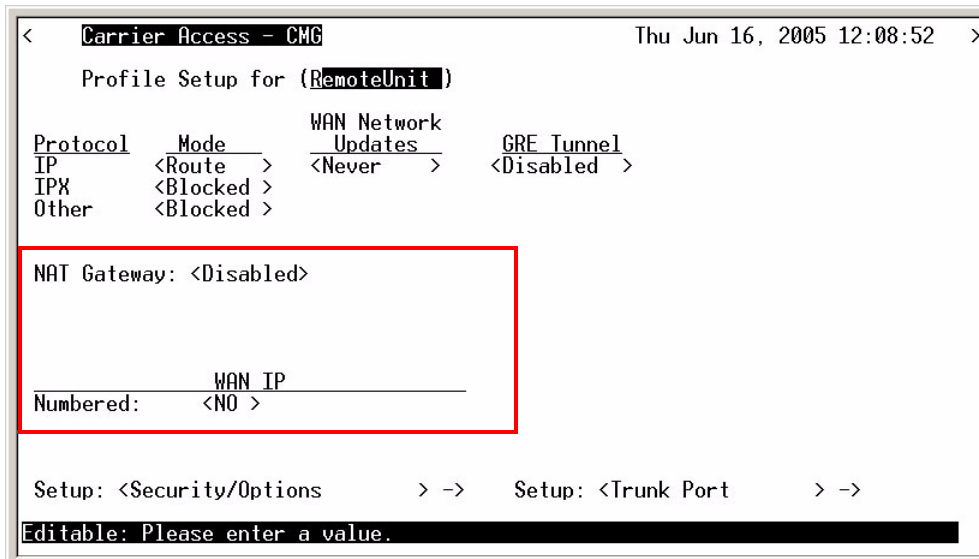 < Carrier Access - CMG Thu Jun 16, 2005 12:08:52 >
Profile Setup for (RemoteUnit )
WAN Network
Protocol Mode Updates GRE Tunnel
IP <Route > <Never > <Disabled >
IPX <Blocked >
Other <Blocked >
NAT Gateway: <Disabled>
WAN IP
Numbered: <NO >
Setup: <Security/Options > -> Setup: <Trunk Port > ->
Editable: Please enter a value.